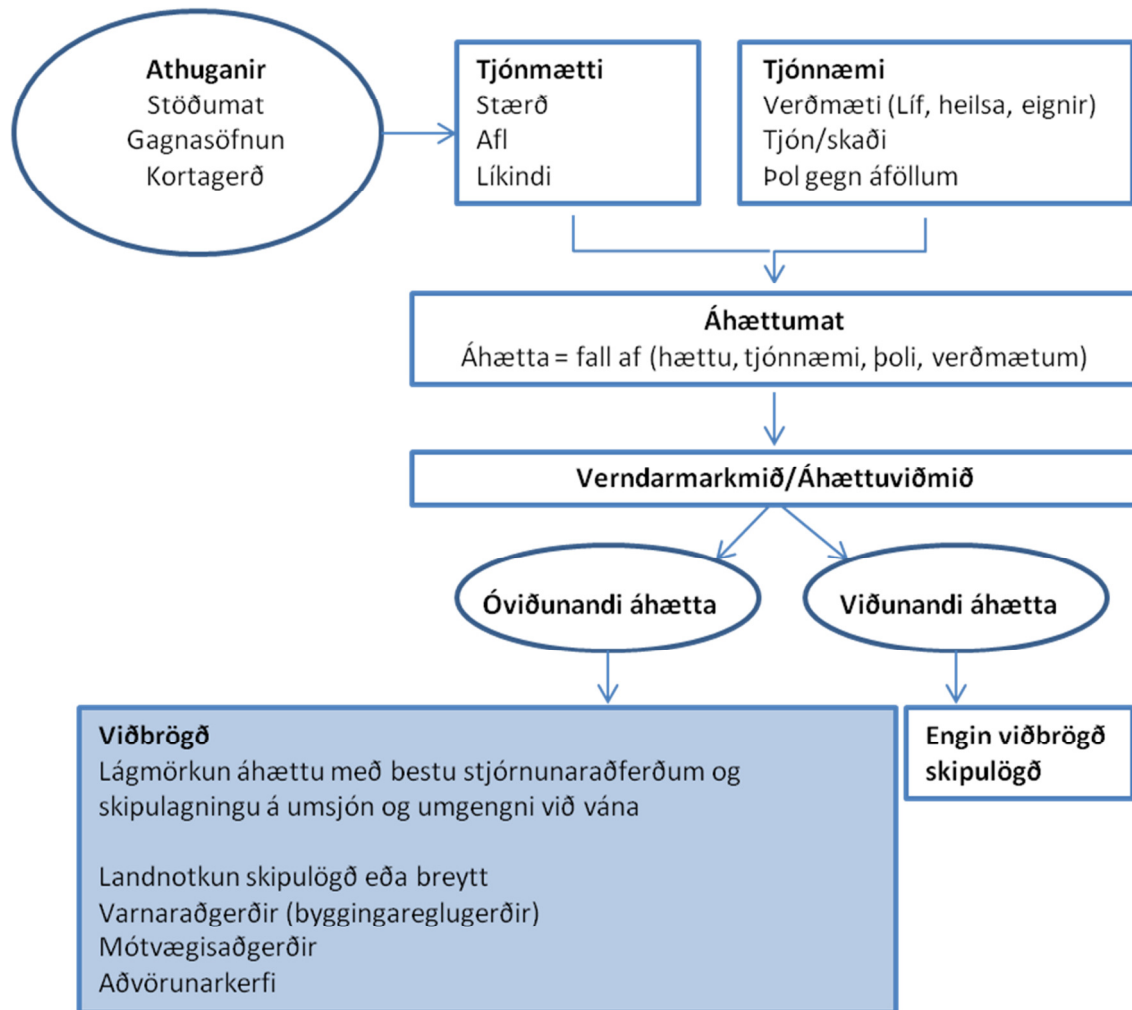 Athuganir
Stöðumat
Gagnasöfnun
Kortagerð
Tjónmætti
Stærð
Afl
Líkindi
Tjónnæmi
Verðmæti (Líf, heilsa, eignir)
Tjón/skaði
Þol gegn áföllum
Áhættumat
Áhætta = fall af (hættu, tjónnæmi, þoli, verðmætum)
Verndarmarkmið/Áhættuviðmið
Óviðunandi áhætta
Viðunandi áhætta
Viðbrögð
Lágmörkun áhættu með bestu stjórnunaraðferðum og
skipulagningu á umsjón og umgengni við vána
Landnotkun skipulögð eða breytt
Varnaraðgerðir (byggingareglugerðir)
Mótvægisaðgerðir
Aðvörunarkerfi
Engin viðbrögð
skipulögð